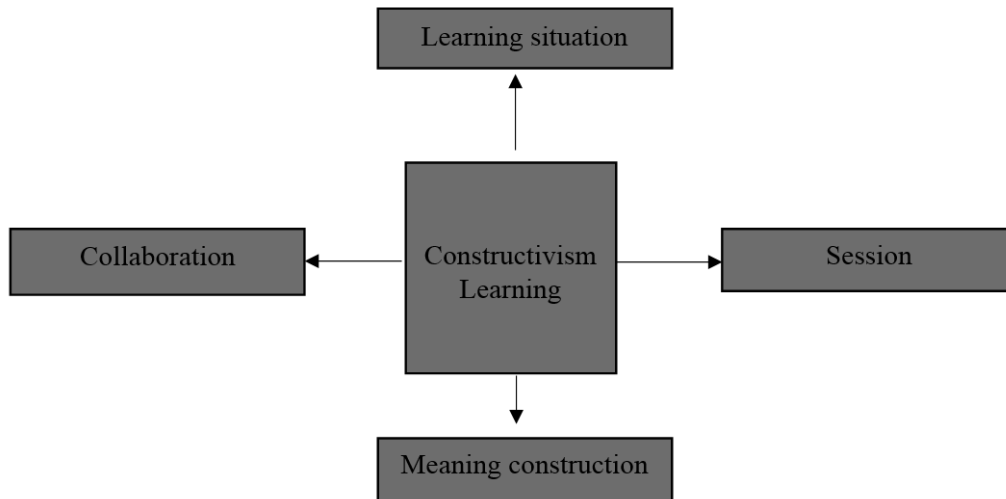 Learning situation
Collaboration
Constructivism
Learning
Session
Meaning construction